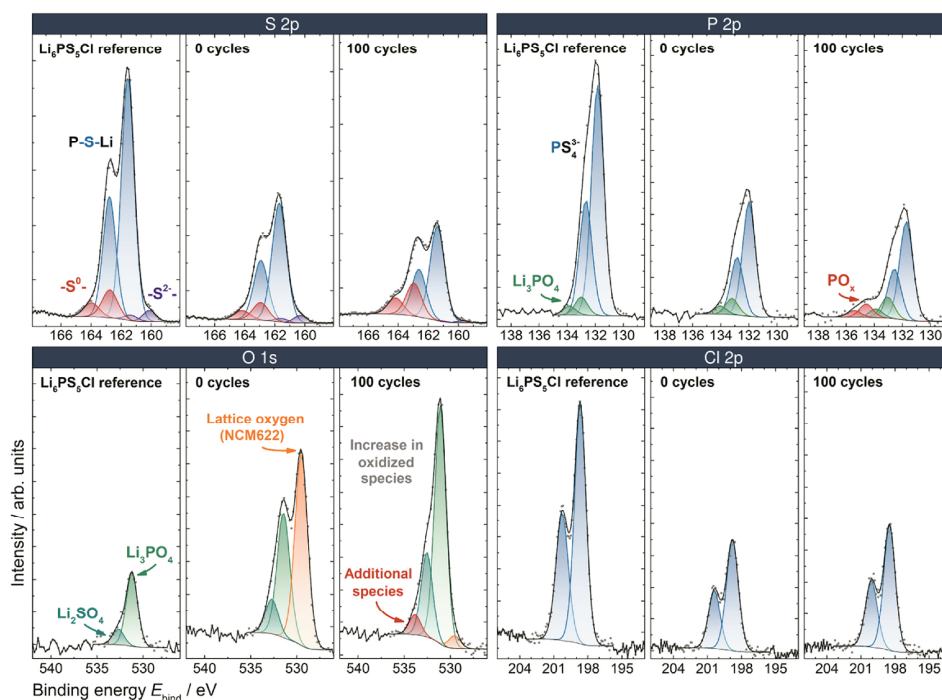 S 2p
P 2p
Li₆PS₅Cl reference
0 cycles
100 cycles
Li₆PS₅Cl reference
0 cycles
100 cycles
P-S-Li
-S⁰-
-S²⁻-
PS₄³⁻
Li₃PO₄
POₓ
166 164 162 160
166 164 162 160
166 164 162 160
138 136 134 132 130
136 134 132 130
136 134 132 130
O 1s
Cl 2p
Li₆PS₅Cl reference
0 cycles
100 cycles
Li₆PS₅Cl reference
0 cycles
100 cycles
Lattice oxygen
(NCM622)
Increase in
oxidized
species
Li₃PO₄
Li₂SO₄
Additional
species
540 535 530
540 535 530
540 535 530
204 201 198 195
204 201 198 195
204 201 198 195
Intensity / arb. units
Binding energy E_bind / eV